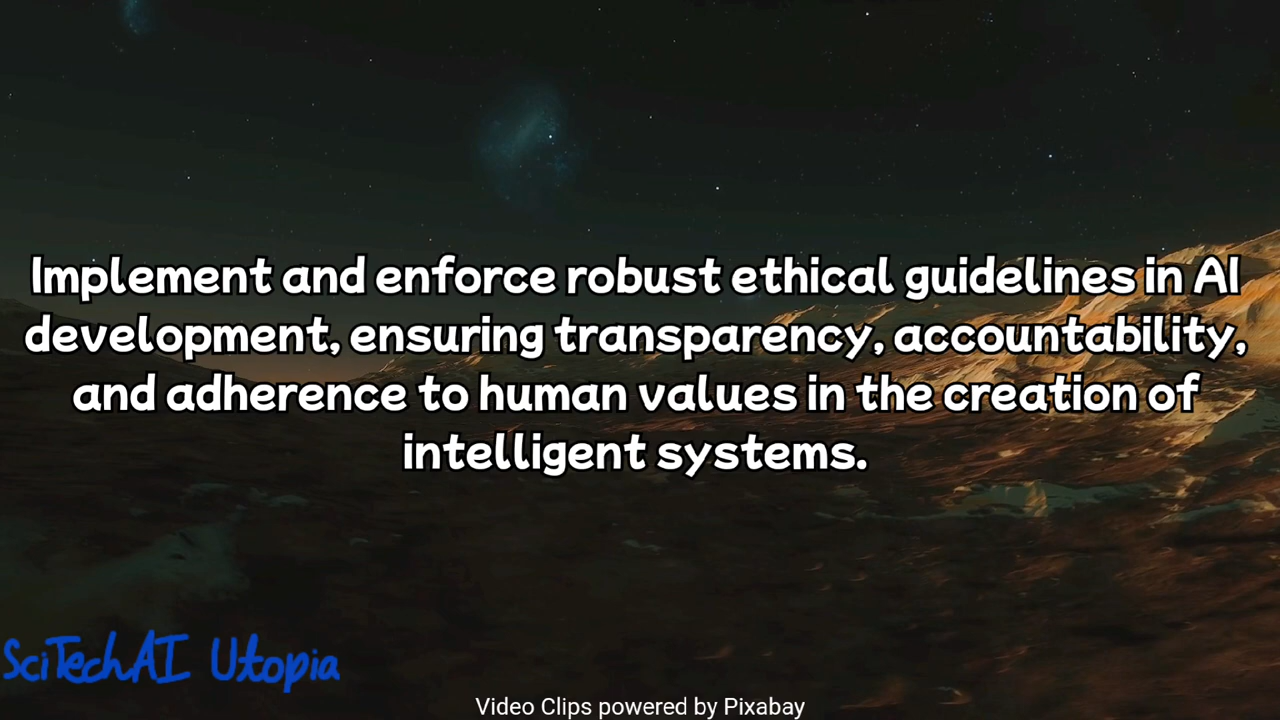 Implement and enforce robust ethical guidelines in AI
development, ensuring transparency, accountability,
and adherence to human values in the creation of
intelligent systems.
SciTechAI Utopia
Video Clips powered by Pixabay